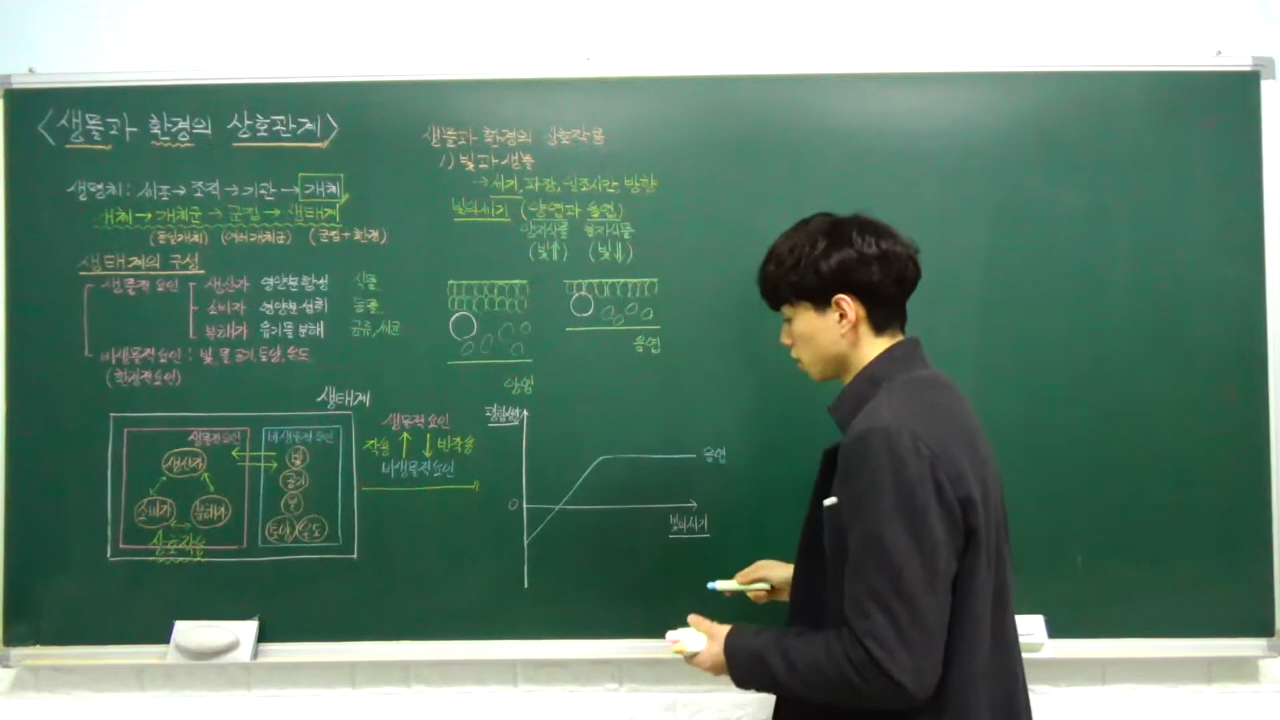 <생물과 환경의 상호관계>
생명체: 세포→조직→기관→개체
개체→개체군→군집→생태계
(동일개체) (여러개체군) (군집+환경)
생태계의 구성
생물적 요인
생산자 영양분 합성 식물
소비자 영양분 섭취 동물
분해자 유기물 분해 균류, 세균
비생물적요인: 빛, 물, 공기, 토양, 온도
(환경적요인)
생태계
생물적요인
생산자
소비자
분해자
상호작용
비생물적 요인
빛
공기
물
토양
온도
생물적요인
작용
반작용
비생물적요인
생물과 환경의 상호작용
1) 빛과 생물
→세기, 파장, 일조시간, 방향
빛의세기 (양엽과 음엽)
양지식물 음지식물
(빛⇑) (빛⇓)
양엽
음엽
0
음엽
빛의세기